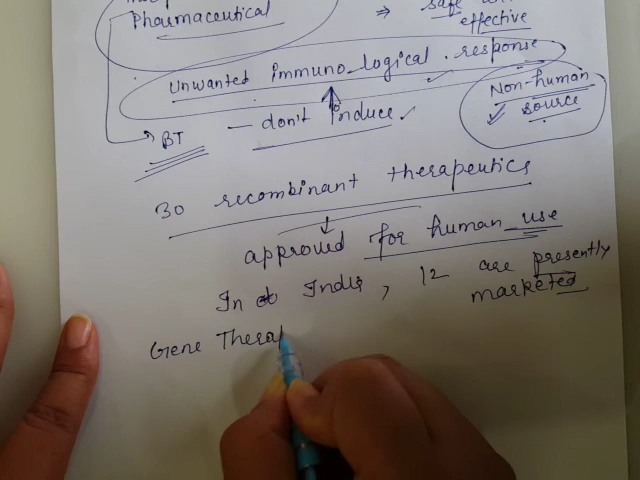 Pharmaceutical ⇒ safe
effective
Unwanted immuno logical response
Non-human
source
BT — don't induce
30 recombinant therapeutics
approved for human use
In India, 12 are presently
marketed
Gene Thera